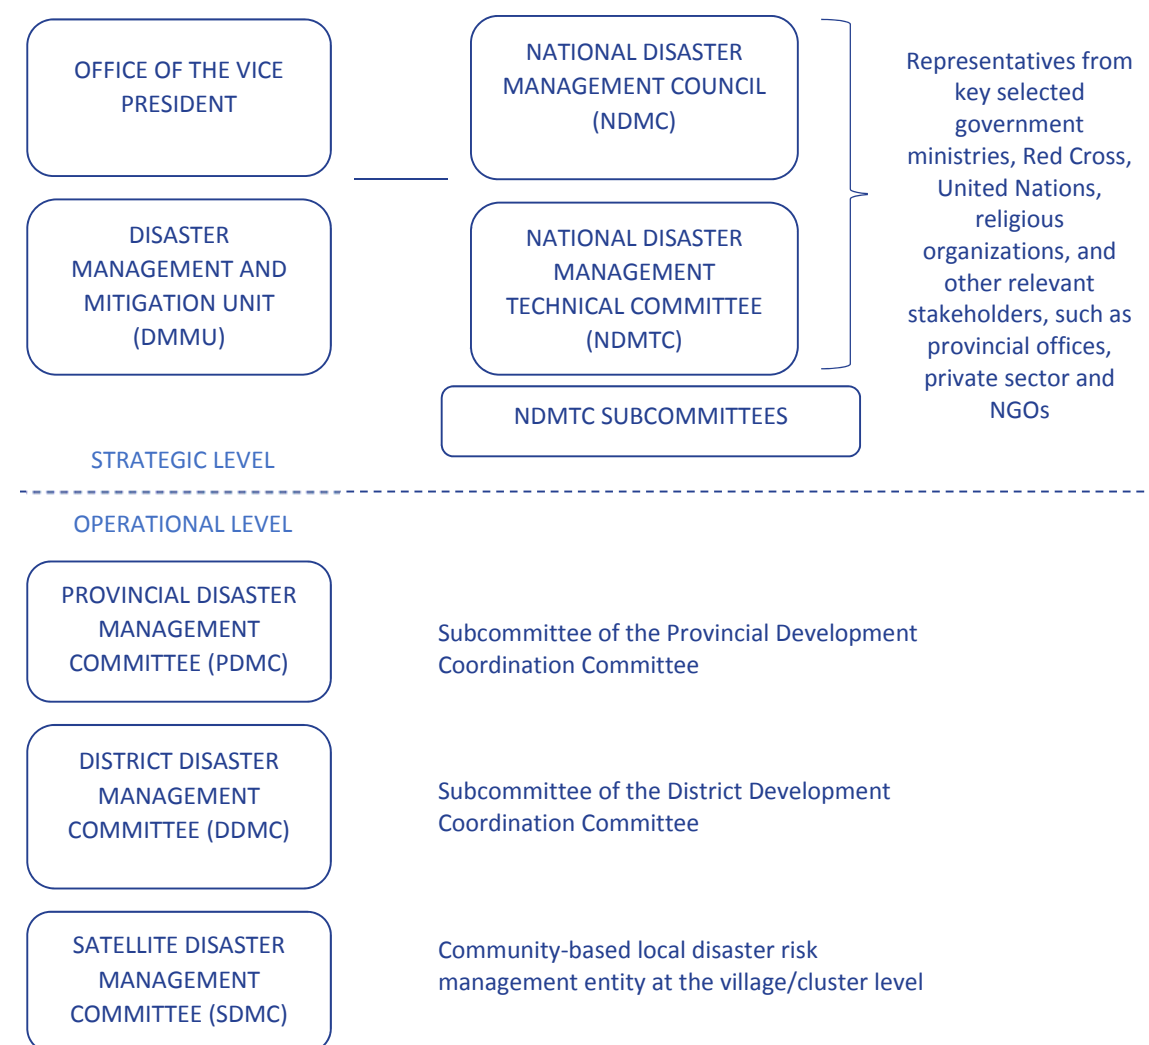 OFFICE OF THE VICE
PRESIDENT
NATIONAL DISASTER
MANAGEMENT COUNCIL
(NDMC)
Representatives from
key selected
government
ministries, Red Cross,
United Nations,
religious
organizations, and
other relevant
stakeholders, such as
provincial offices,
private sector and
NGOs
DISASTER
MANAGEMENT AND
MITIGATION UNIT
(DMMU)
NATIONAL DISASTER
MANAGEMENT
TECHNICAL COMMITTEE
(NDMTC)
NDMTC SUBCOMMITTEES
STRATEGIC LEVEL
OPERATIONAL LEVEL
PROVINCIAL DISASTER
MANAGEMENT
COMMITTEE (PDMC)
Subcommittee of the Provincial Development
Coordination Committee
DISTRICT DISASTER
MANAGEMENT
COMMITTEE (DDMC)
Subcommittee of the District Development
Coordination Committee
SATELLITE DISASTER
MANAGEMENT
COMMITTEE (SDMC)
Community-based local disaster risk
management entity at the village/cluster level